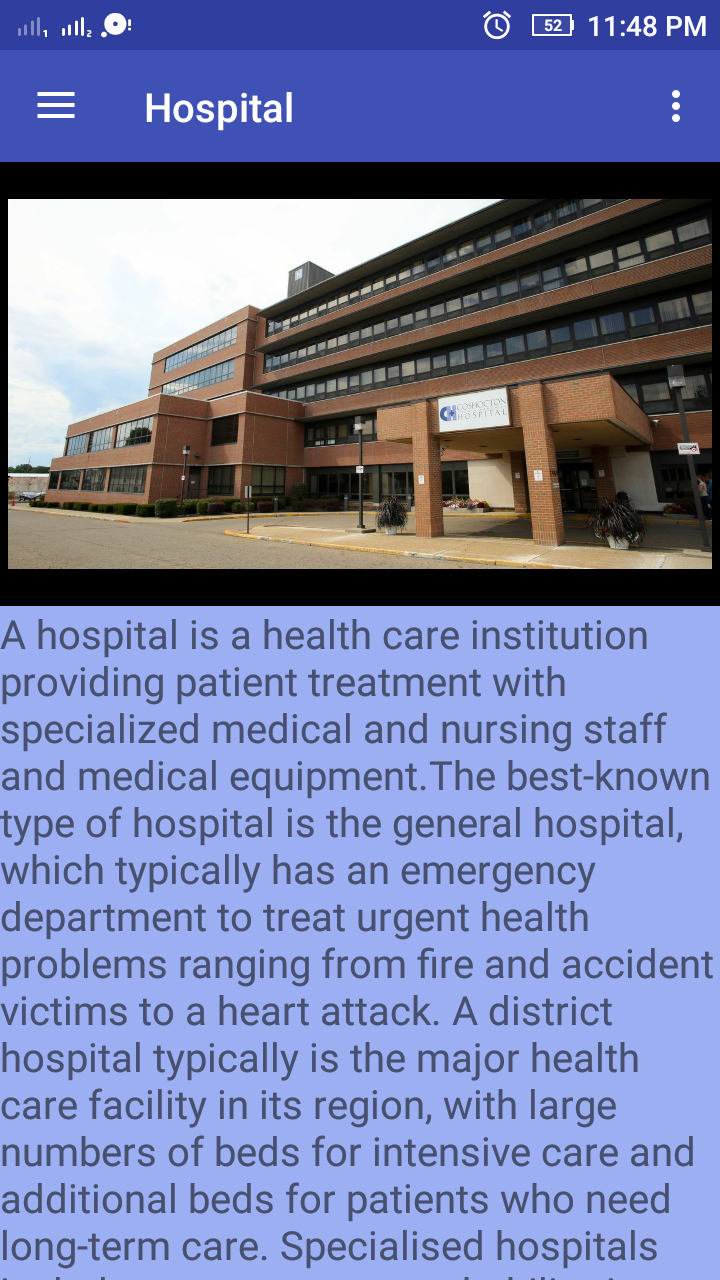 1 2 ! 52 11:48 PM
Hospital
CH COSHOCTON
HOSPITAL
A hospital is a health care institution
providing patient treatment with
specialized medical and nursing staff
and medical equipment.The best-known
type of hospital is the general hospital,
which typically has an emergency
department to treat urgent health
problems ranging from fire and accident
victims to a heart attack. A district
hospital typically is the major health
care facility in its region, with large
numbers of beds for intensive care and
additional beds for patients who need
long-term care. Specialised hospitals